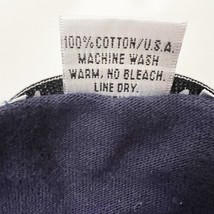 100% COTTON/U.S.A.
MACHINE WASH
WARM, NO BLEACH.
LINE DRY.